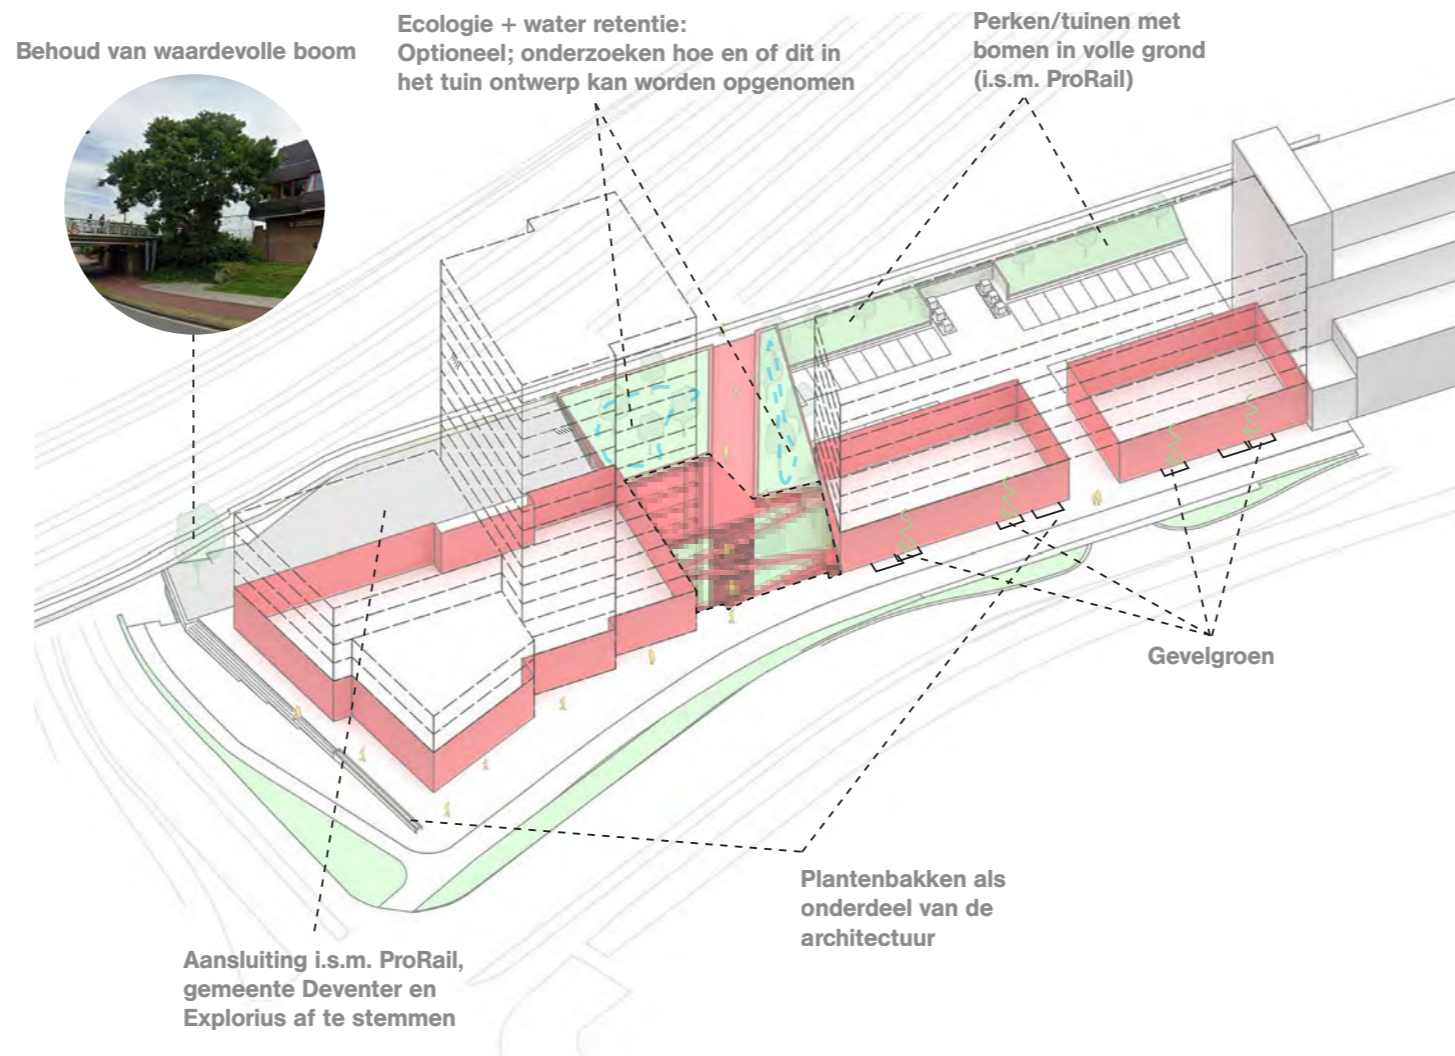 Behoud van waardevolle boom
Ecologie + water retentie:
Optioneel; onderzoeken hoe en of dit in
het tuin ontwerp kan worden opgenomen
Perken/tuinen met
bomen in volle grond
(i.s.m. ProRail)
Gevelgroen
Plantenbakken als
onderdeel van de
architectuur
Aansluiting i.s.m. ProRail,
gemeente Deventer en
Explorius af te stemmen